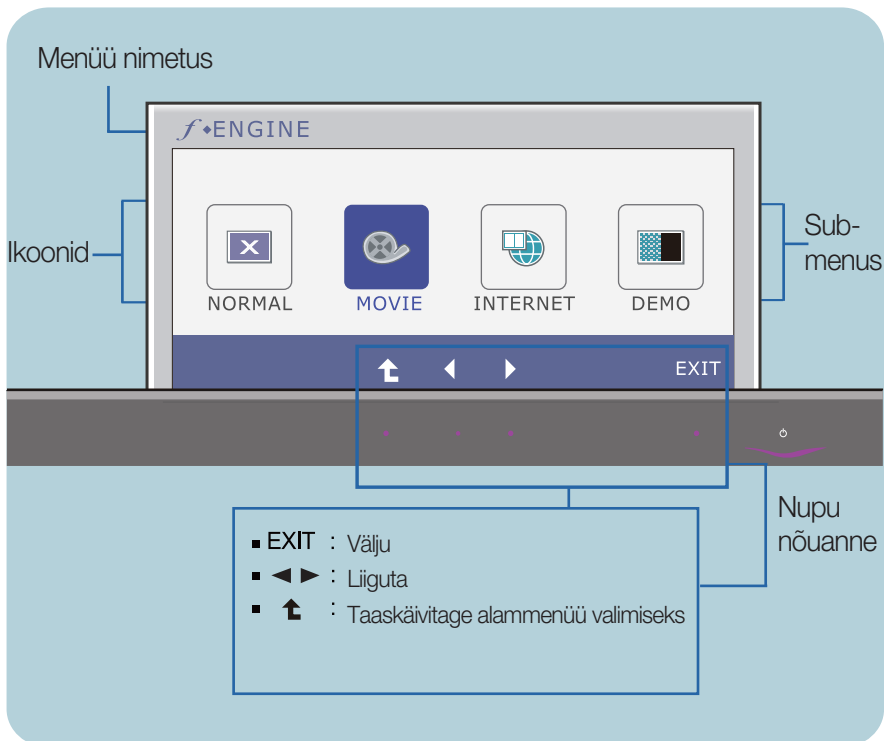 Menüü nimetus
f ENGINE
Ikoonid
Sub-
menus
NORMAL MOVIE INTERNET DEMO
EXIT
Nupu
nõuanne
EXIT : Välju
◄ ► : Liiguta
: Taaskäivitage alammenüü valimiseks